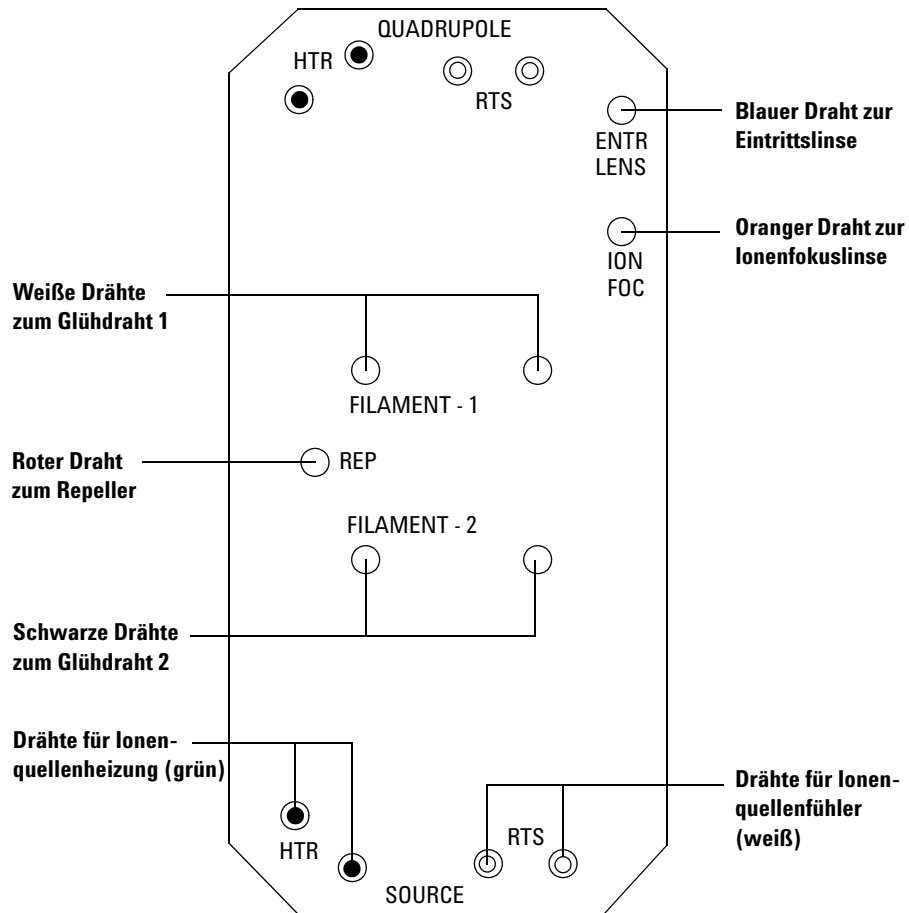 QUADRUPOLE
HTR
RTS
ENTR
LENS
Blauer Draht zur
Eintrittslinse
ION
FOC
Oranger Draht zur
Ionenfokuslinse
Weiße Drähte
zum Glühdraht 1
FILAMENT - 1
Roter Draht
zum Repeller
REP
FILAMENT - 2
Schwarze Drähte
zum Glühdraht 2
Drähte für Ionen-
quellenheizung (grün)
HTR
SOURCE
RTS
Drähte für Ionen-
quellenfühler
(weiß)